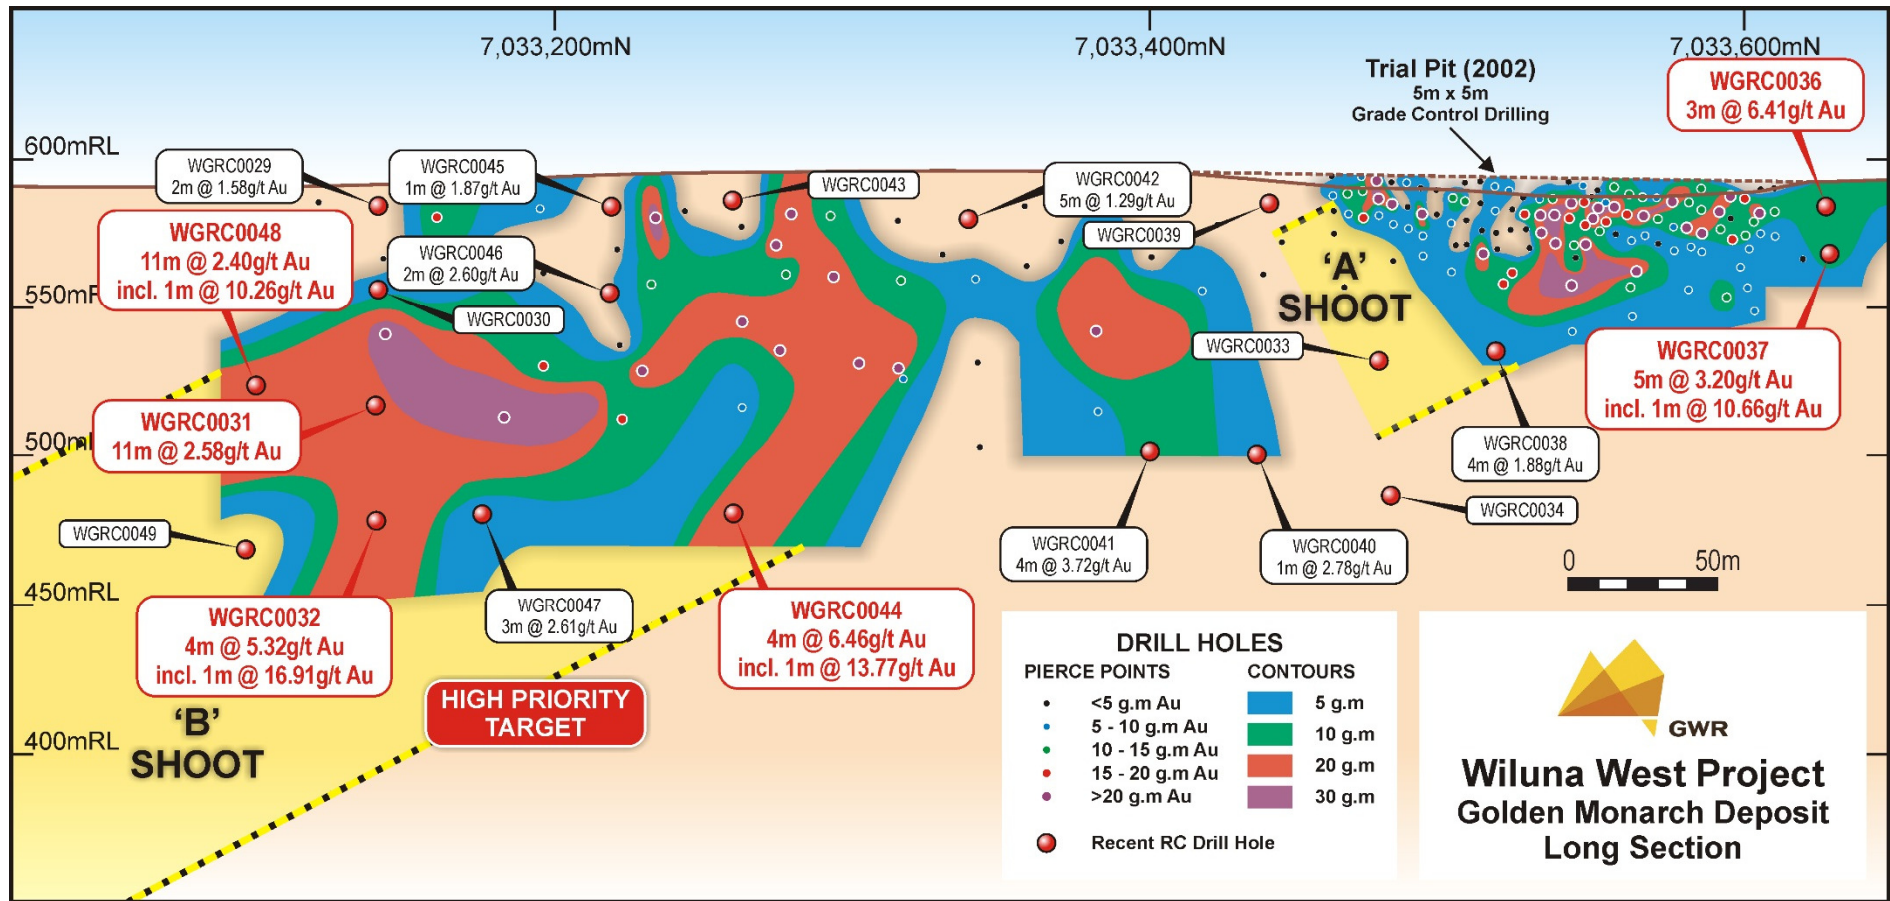 7,033,200mN
7,033,400mN
7,033,600mN
Trial Pit (2002)
5m x 5m
Grade Control Drilling
WGRC0036
3m @ 6.41g/t Au
600mRL
WGRC0029
2m @ 1.58g/t Au
WGRC0045
1m @ 1.87g/t Au
WGRC0043
WGRC0042
5m @ 1.29g/t Au
WGRC0039
WGRC0048
11m @ 2.40g/t Au
incl. 1m @ 10.26g/t Au
WGRC0046
2m @ 2.60g/t Au
'A'
SHOOT
550mR
WGRC0030
WGRC0033
WGRC0037
5m @ 3.20g/t Au
incl. 1m @ 10.66g/t Au
WGRC0031
11m @ 2.58g/t Au
500m
WGRC0038
4m @ 1.88g/t Au
WGRC0034
WGRC0049
WGRC0041
4m @ 3.72g/t Au
WGRC0040
1m @ 2.78g/t Au
0 50m
450mRL
WGRC0032
4m @ 5.32g/t Au
incl. 1m @ 16.91g/t Au
WGRC0047
3m @ 2.61g/t Au
WGRC0044
4m @ 6.46g/t Au
incl. 1m @ 13.77g/t Au
HIGH PRIORITY
TARGET
'B'
SHOOT
400mRL
DRILL HOLES
PIERCE POINTS CONTOURS
<5 g.m Au 5 g.m
5 - 10 g.m Au 10 g.m
10 - 15 g.m Au
15 - 20 g.m Au 20 g.m
>20 g.m Au 30 g.m
Recent RC Drill Hole
GWR
Wiluna West Project
Golden Monarch Deposit
Long Section